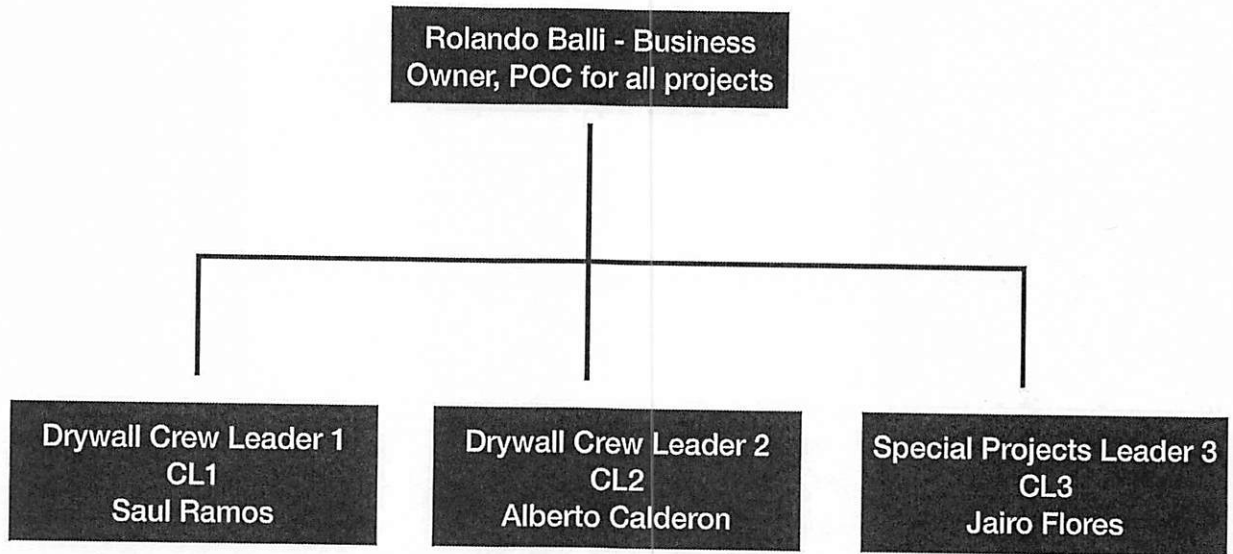 Rolando Balli - Business
Owner, POC for all projects
Drywall Crew Leader 1
CL1
Saul Ramos
Drywall Crew Leader 2
CL2
Alberto Calderon
Special Projects Leader 3
CL3
Jairo Flores